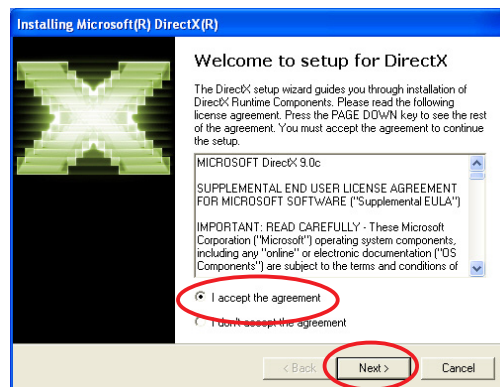 Installing Microsoft(R) DirectX(R)
Welcome to setup for DirectX
The DirectX setup wizard guides you through installation of
DirectX Runtime Components. Please read the following
license agreement. Press the PAGE DOWN key to see the rest
of the agreement. You must accept the agreement to continue
the setup.
MICROSOFT DirectX 9.0c
SUPPLEMENTAL END USER LICENSE AGREEMENT
FOR MICROSOFT SOFTWARE ("Supplemental EULA")
IMPORTANT: READ CAREFULLY - These Microsoft
Corporation ("Microsoft") operating system components,
including any "online" or electronic documentation ("OS
Components") are subject to the terms and conditions of
I accept the agreement
I don't accept the agreement
< Back
Next >
Cancel